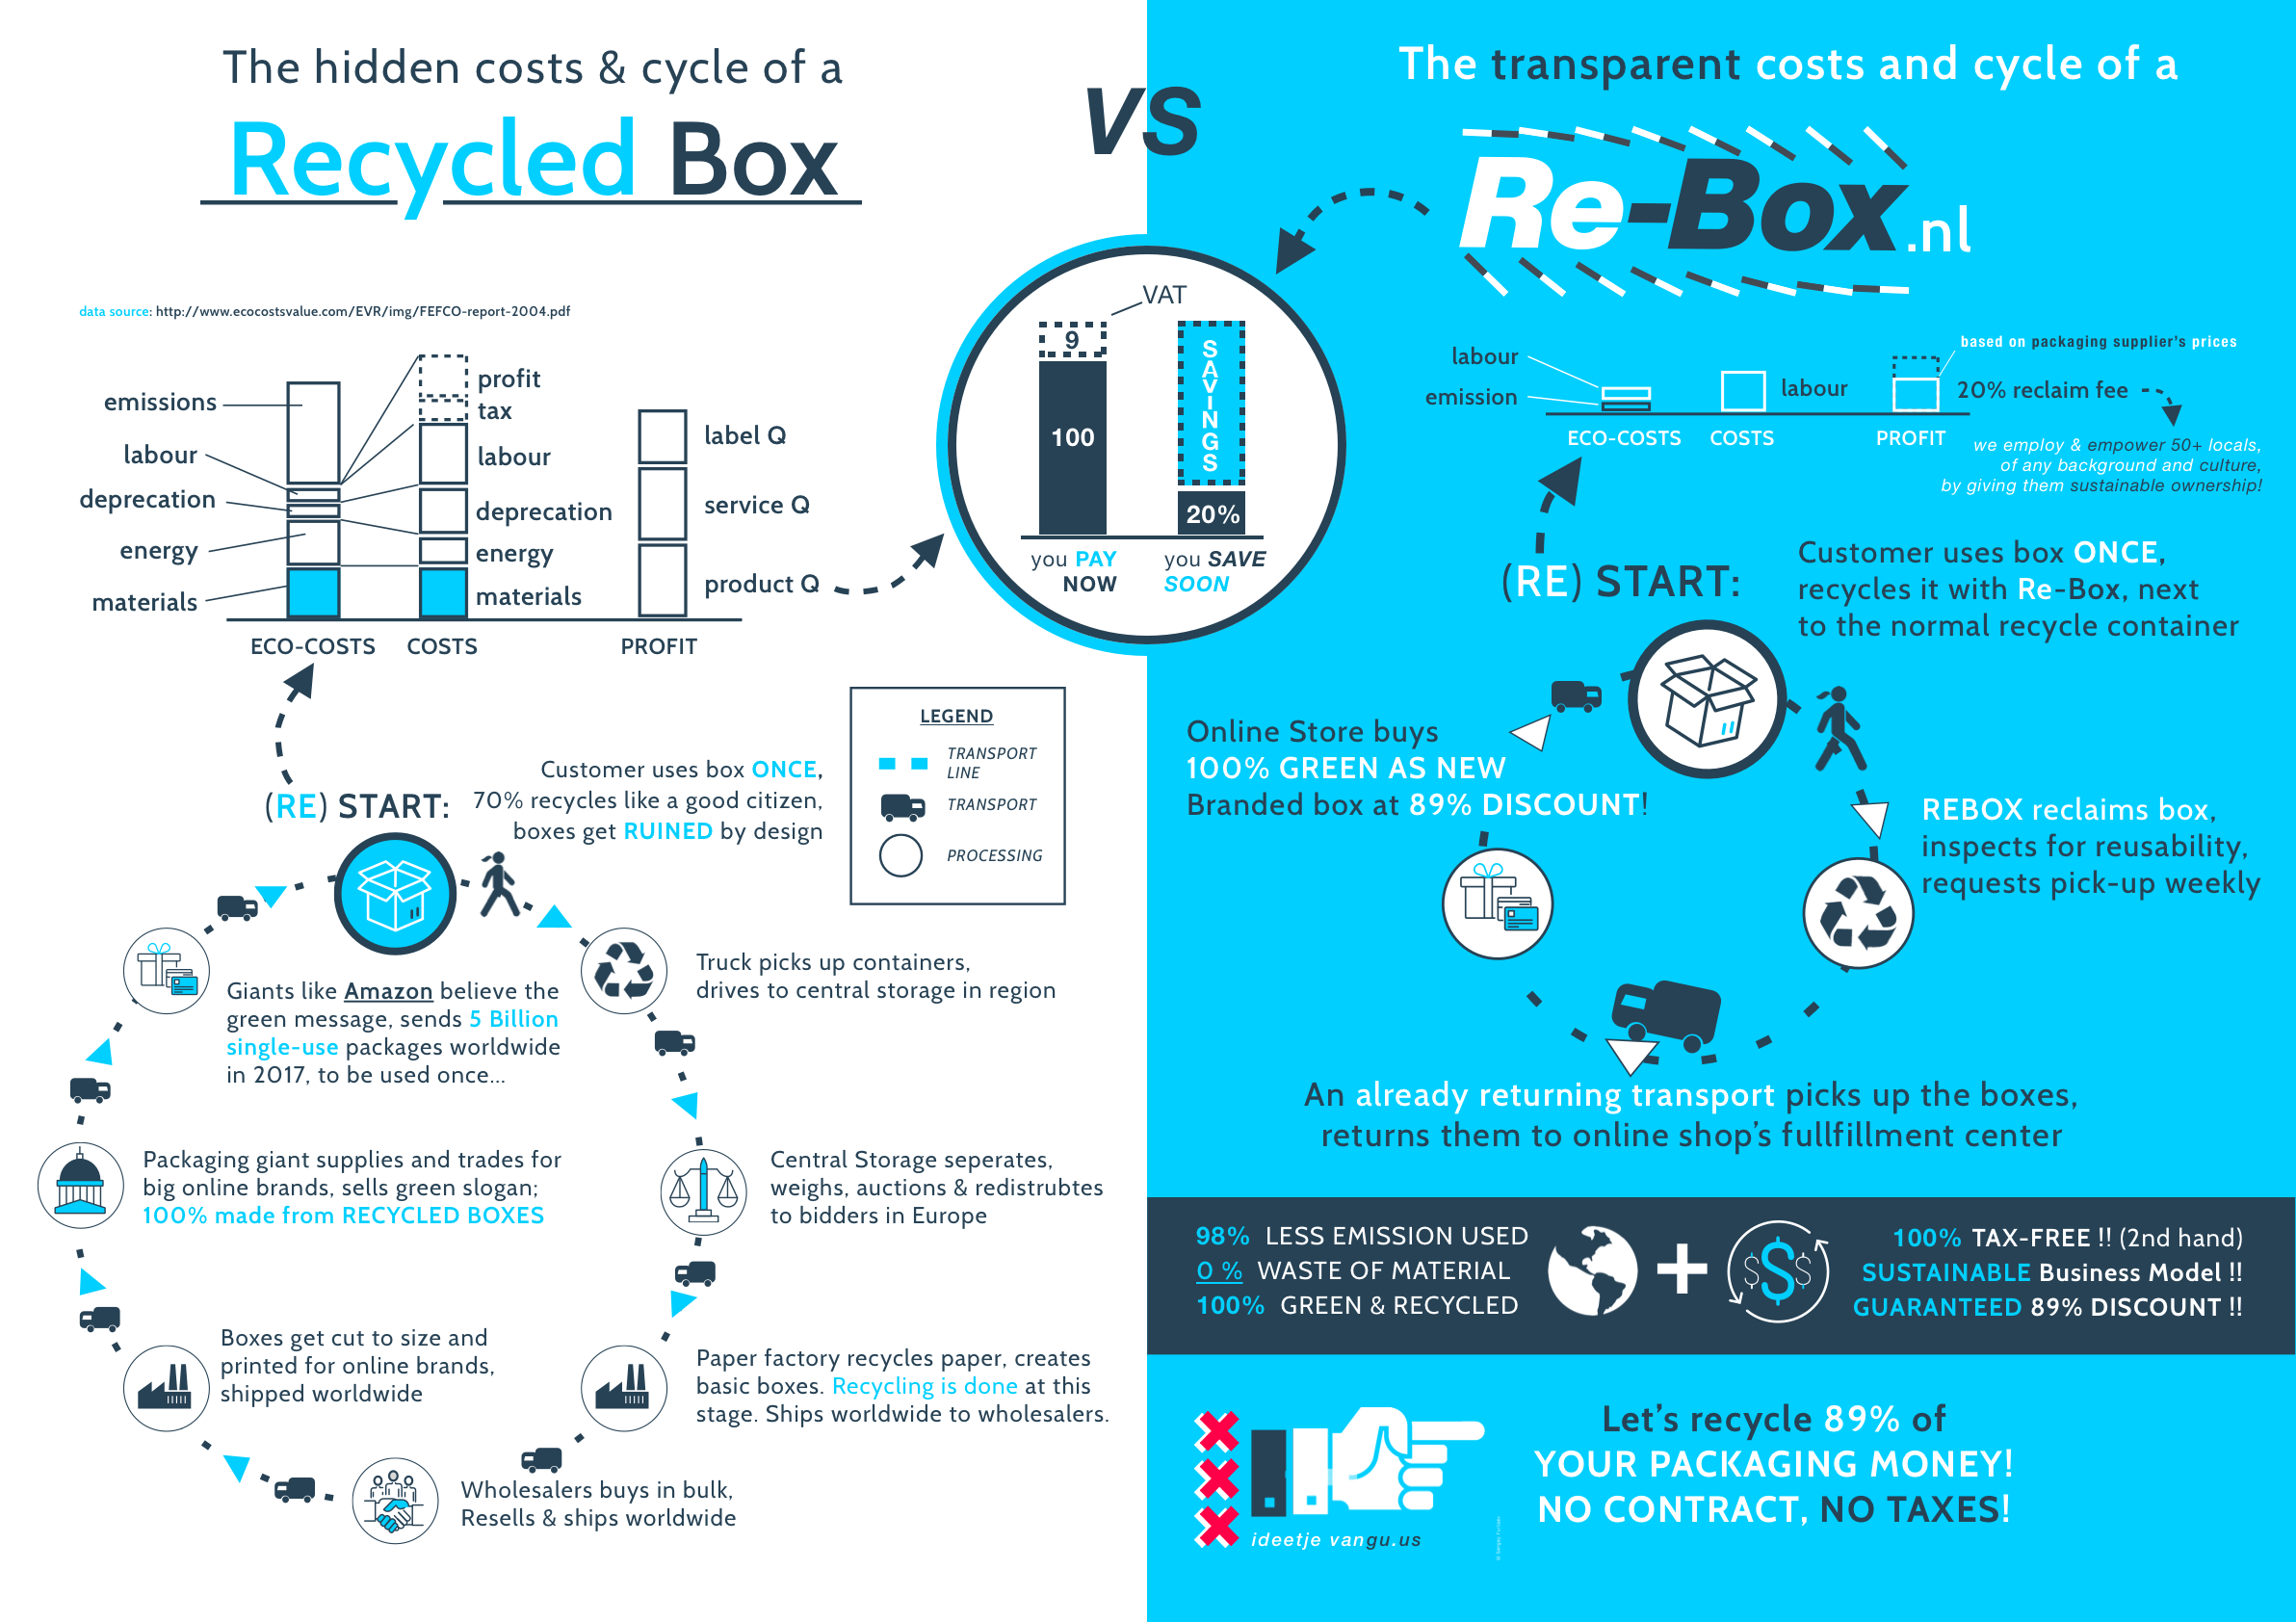 The hidden costs & cycle of a
Recycled Box
VS
The transparent costs and cycle of a
Re-Box.nl
data source: http://www.ecocostsvalue.com/EVR/img/FEFCO-report-2004.pdf
emissions
labour
deprecation
energy
materials
profit
tax
labour
deprecation
energy
materials
label Q
service Q
product Q
ECO-COSTS
COSTS
PROFIT
VAT
9
100
SAVINGS
20%
you PAY
NOW
you SAVE
SOON
labour
emission
labour
based on packaging supplier's prices
20% reclaim fee
ECO-COSTS
COSTS
PROFIT
we employ & empower 50+ locals,
of any background and culture,
by giving them sustainable ownership!
LEGEND
TRANSPORT
LINE
TRANSPORT
PROCESSING
(RE) START:
Customer uses box ONCE,
70% recycles like a good citizen,
boxes get RUINED by design
Truck picks up containers,
drives to central storage in region
Central Storage seperates,
weighs, auctions & redistrubtes
to bidders in Europe
Paper factory recycles paper, creates
basic boxes. Recycling is done at this
stage. Ships worldwide to wholesalers.
Wholesalers buys in bulk,
Resells & ships worldwide
Boxes get cut to size and
printed for online brands,
shipped worldwide
Packaging giant supplies and trades for
big online brands, sells green slogan;
100% made from RECYCLED BOXES
Giants like Amazon believe the
green message, sends 5 Billion
single-use packages worldwide
in 2017, to be used once...
(RE) START:
Customer uses box ONCE,
recycles it with Re-Box, next
to the normal recycle container
REBOX reclaims box,
inspects for reusability,
requests pick-up weekly
An already returning transport picks up the boxes,
returns them to online shop's fullfillment center
Online Store buys
100% GREEN AS NEW
Branded box at 89% DISCOUNT!
98% LESS EMISSION USED
0 % WASTE OF MATERIAL
100% GREEN & RECYCLED
$$$
100% TAX-FREE !! (2nd hand)
SUSTAINABLE Business Model !!
GUARANTEED 89% DISCOUNT !!
ideetje vangu.us
Let's recycle 89% of
YOUR PACKAGING MONEY!
NO CONTRACT, NO TAXES!